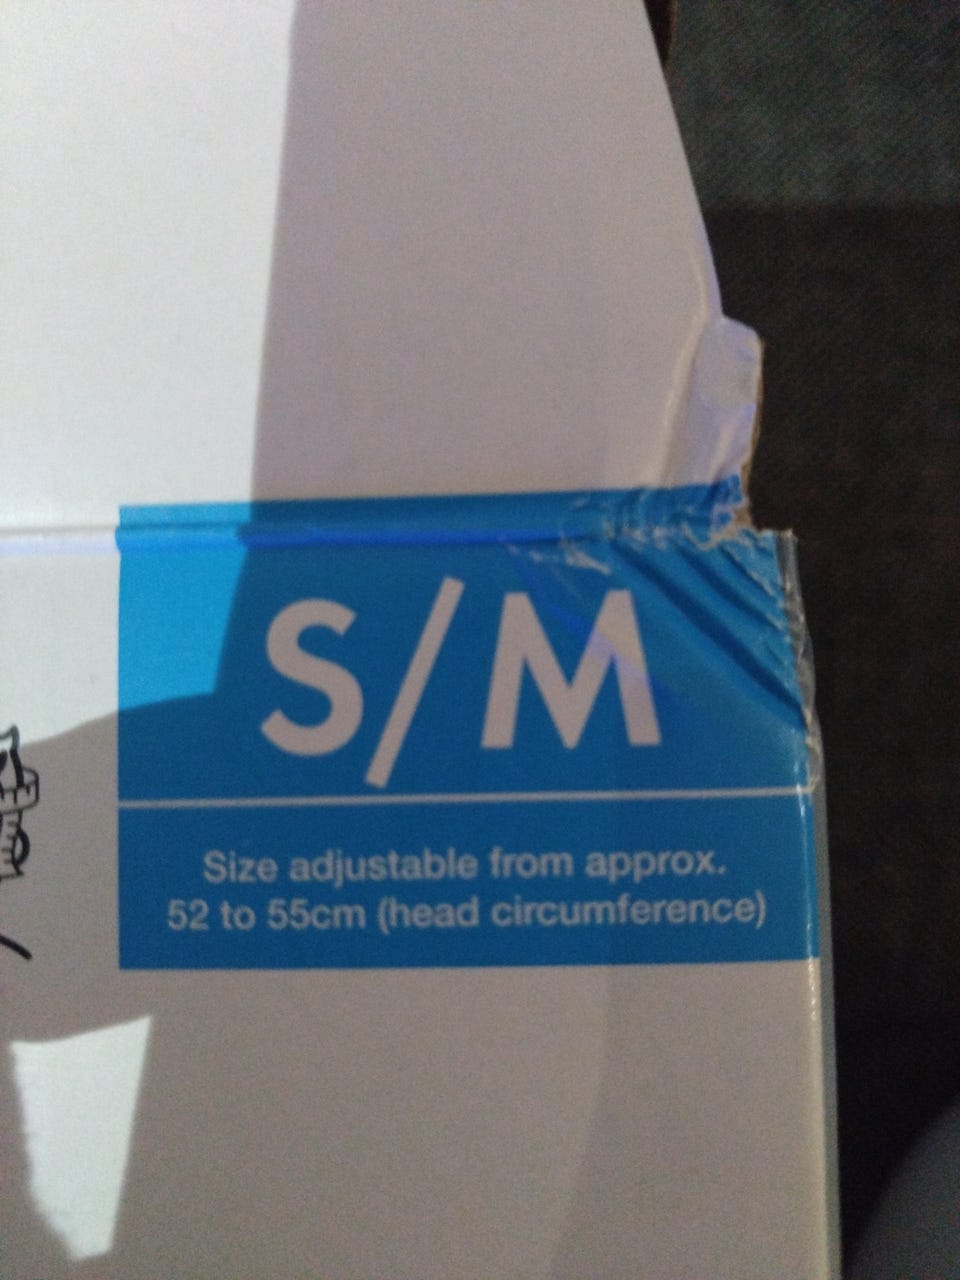 S/M
Size adjustable from approx.
52 to 55cm (head circumference)